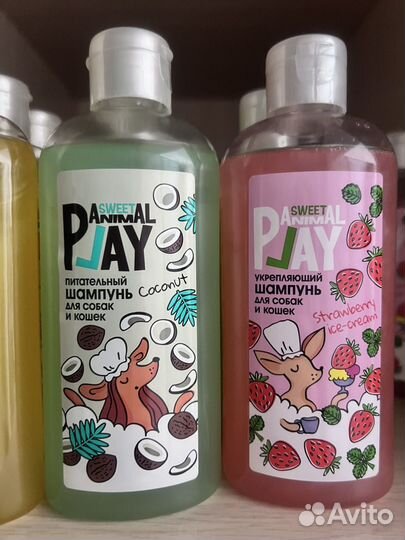 SWEET
ANIMAL
PLAY
питательный
ШАМПУНЬ
для собак
и кошек
Coconut
SWEET
ANIMAL
PLAY
укрепляющий
ШАМПУНЬ
для собак
и кошек
Strawberry
ice-cream
Avito